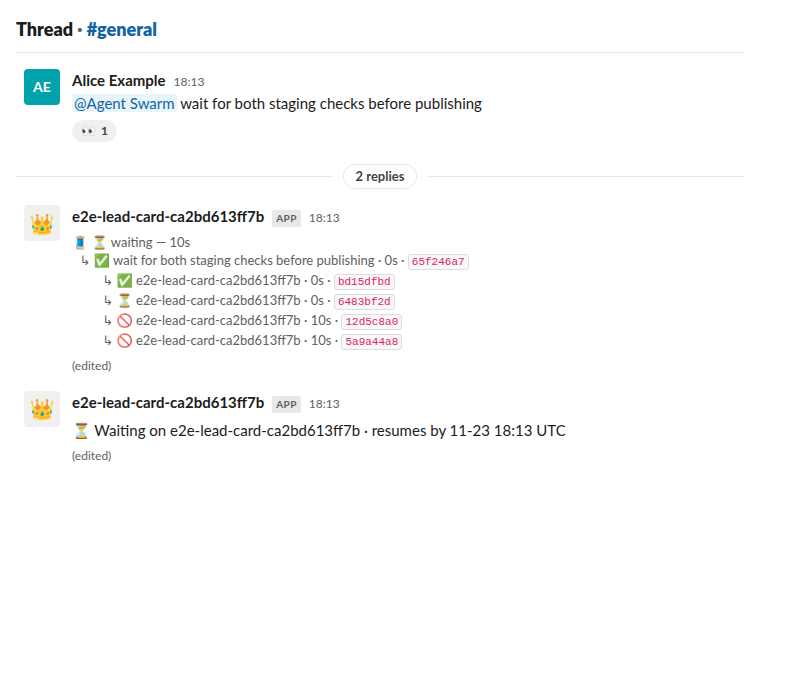 Thread • #general
AE
Alice Example 18:13
@Agent Swarm wait for both staging checks before publishing
👀 1
2 replies
e2e-lead-card-ca2bd613ff7b APP 18:13
🧵 ⏳ waiting — 10s
↳ ✅ wait for both staging checks before publishing · 0s · 65f246a7
↳ ✅ e2e-lead-card-ca2bd613ff7b · 0s · bd15dfbd
↳ ⏳ e2e-lead-card-ca2bd613ff7b · 0s · 6483bf2d
↳ 🚫 e2e-lead-card-ca2bd613ff7b · 10s · 12d5c8a0
↳ 🚫 e2e-lead-card-ca2bd613ff7b · 10s · 5a9a44a8
(edited)
e2e-lead-card-ca2bd613ff7b APP 18:13
⏳ Waiting on e2e-lead-card-ca2bd613ff7b · resumes by 11-23 18:13 UTC
(edited)